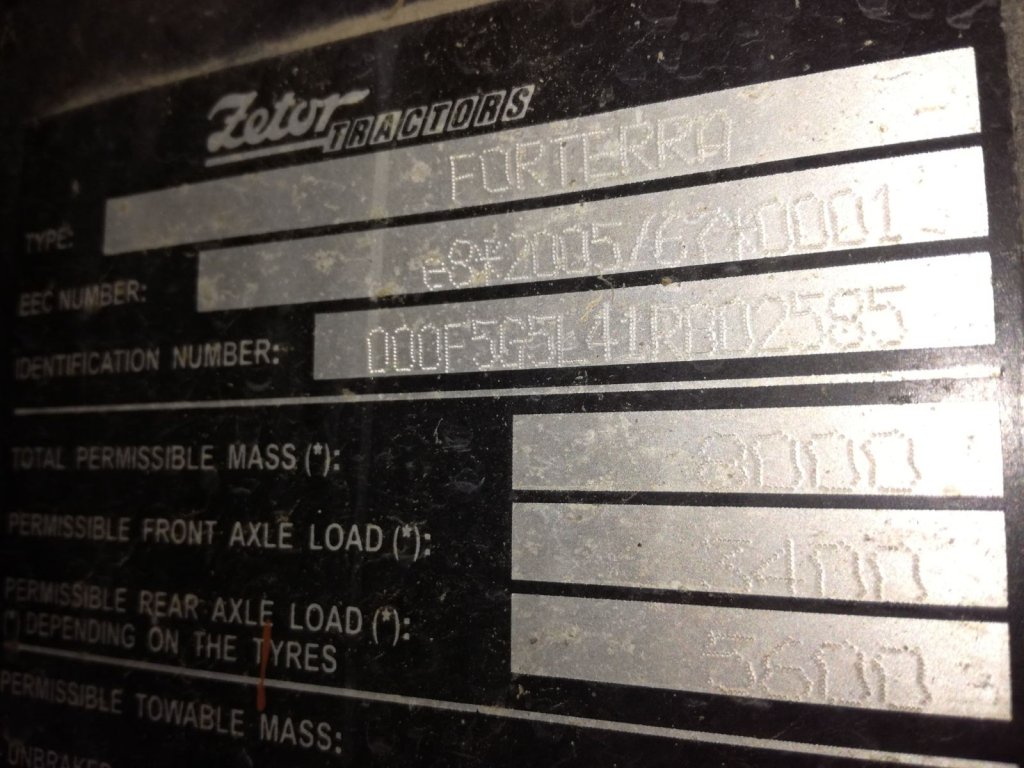 Zetor TRACTORS
TYPE: FORTERRA
EEC NUMBER: e8*2005/67*0001
IDENTIFICATION NUMBER: 000F5G5L41RB02585
TOTAL PERMISSIBLE MASS (*): 8000
PERMISSIBLE FRONT AXLE LOAD (*): 3400
PERMISSIBLE REAR AXLE LOAD (*): 5600
(*) DEPENDING ON THE TYRES
PERMISSIBLE TOWABLE MASS: